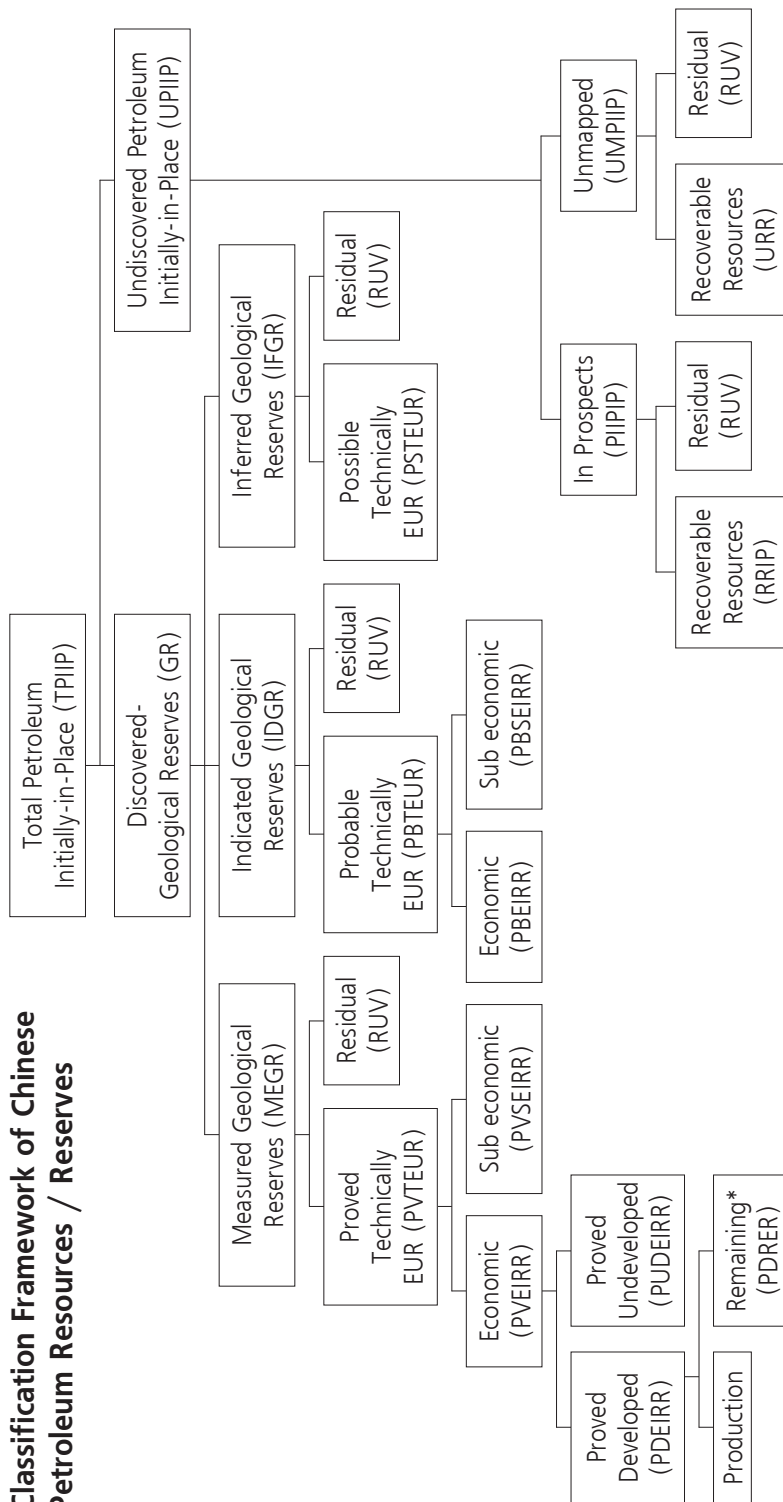 Classification Framework of Chinese
Petroleum Resources / Reserves
Total Petroleum
Initially-in-Place (TPIIP)
Discovered-
Geological Reserves (GR)
Undiscovered Petroleum
Initially-in-Place (UPIIP)
Measured Geological
Reserves (MEGR)
Indicated Geological
Reserves (IDGR)
Inferred Geological
Reserves (IFGR)
Proved
Technically
EUR (PVTEUR)
Residual
(RUV)
Probable
Technically
EUR (PBTEUR)
Residual
(RUV)
Possible
Technically
EUR (PSTEUR)
Residual
(RUV)
Economic
(PVEIRR)
Sub economic
(PVSEIRR)
Economic
(PBEIRR)
Sub economic
(PBSEIRR)
In Prospects
(PIIPIP)
Unmapped
(UMPIIP)
Proved
Developed
(PDEIRR)
Proved
Undeveloped
(PUDEIRR)
Recoverable
Resources
(RRIP)
Residual
(RUV)
Recoverable
Resources
(URR)
Residual
(RUV)
Production
Remaining*
(PDRER)